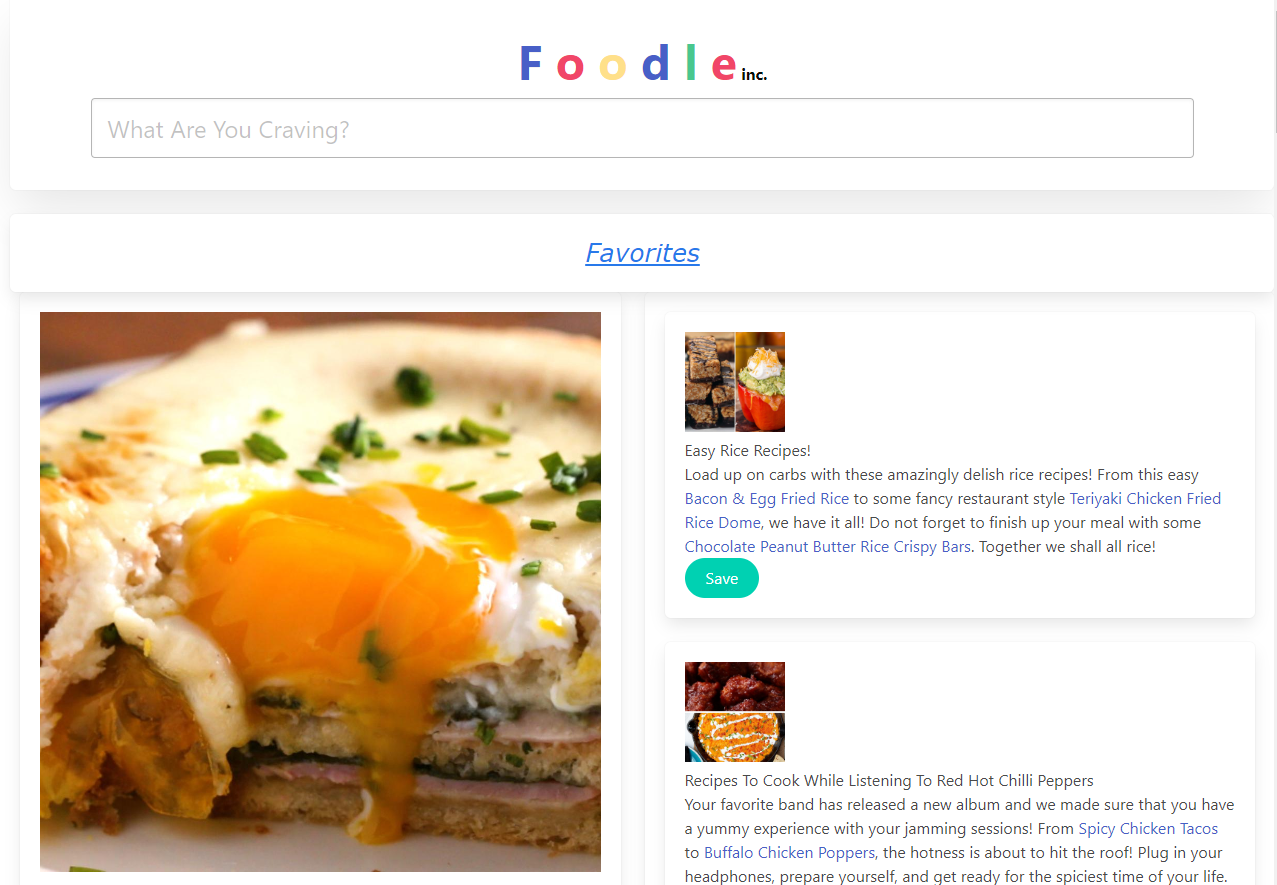 Foodle inc.
What Are You Craving?
Favorites
Easy Rice Recipes!
Load up on carbs with these amazingly delish rice recipes! From this easy
Bacon & Egg Fried Rice to some fancy restaurant style Teriyaki Chicken Fried
Rice Dome, we have it all! Do not forget to finish up your meal with some
Chocolate Peanut Butter Rice Crispy Bars. Together we shall all rice!
Save
Recipes To Cook While Listening To Red Hot Chilli Peppers
Your favorite band has released a new album and we made sure that you have
a yummy experience with your jamming sessions! From Spicy Chicken Tacos
to Buffalo Chicken Poppers, the hotness is about to hit the roof! Plug in your
headphones, prepare yourself, and get ready for the spiciest time of your life.